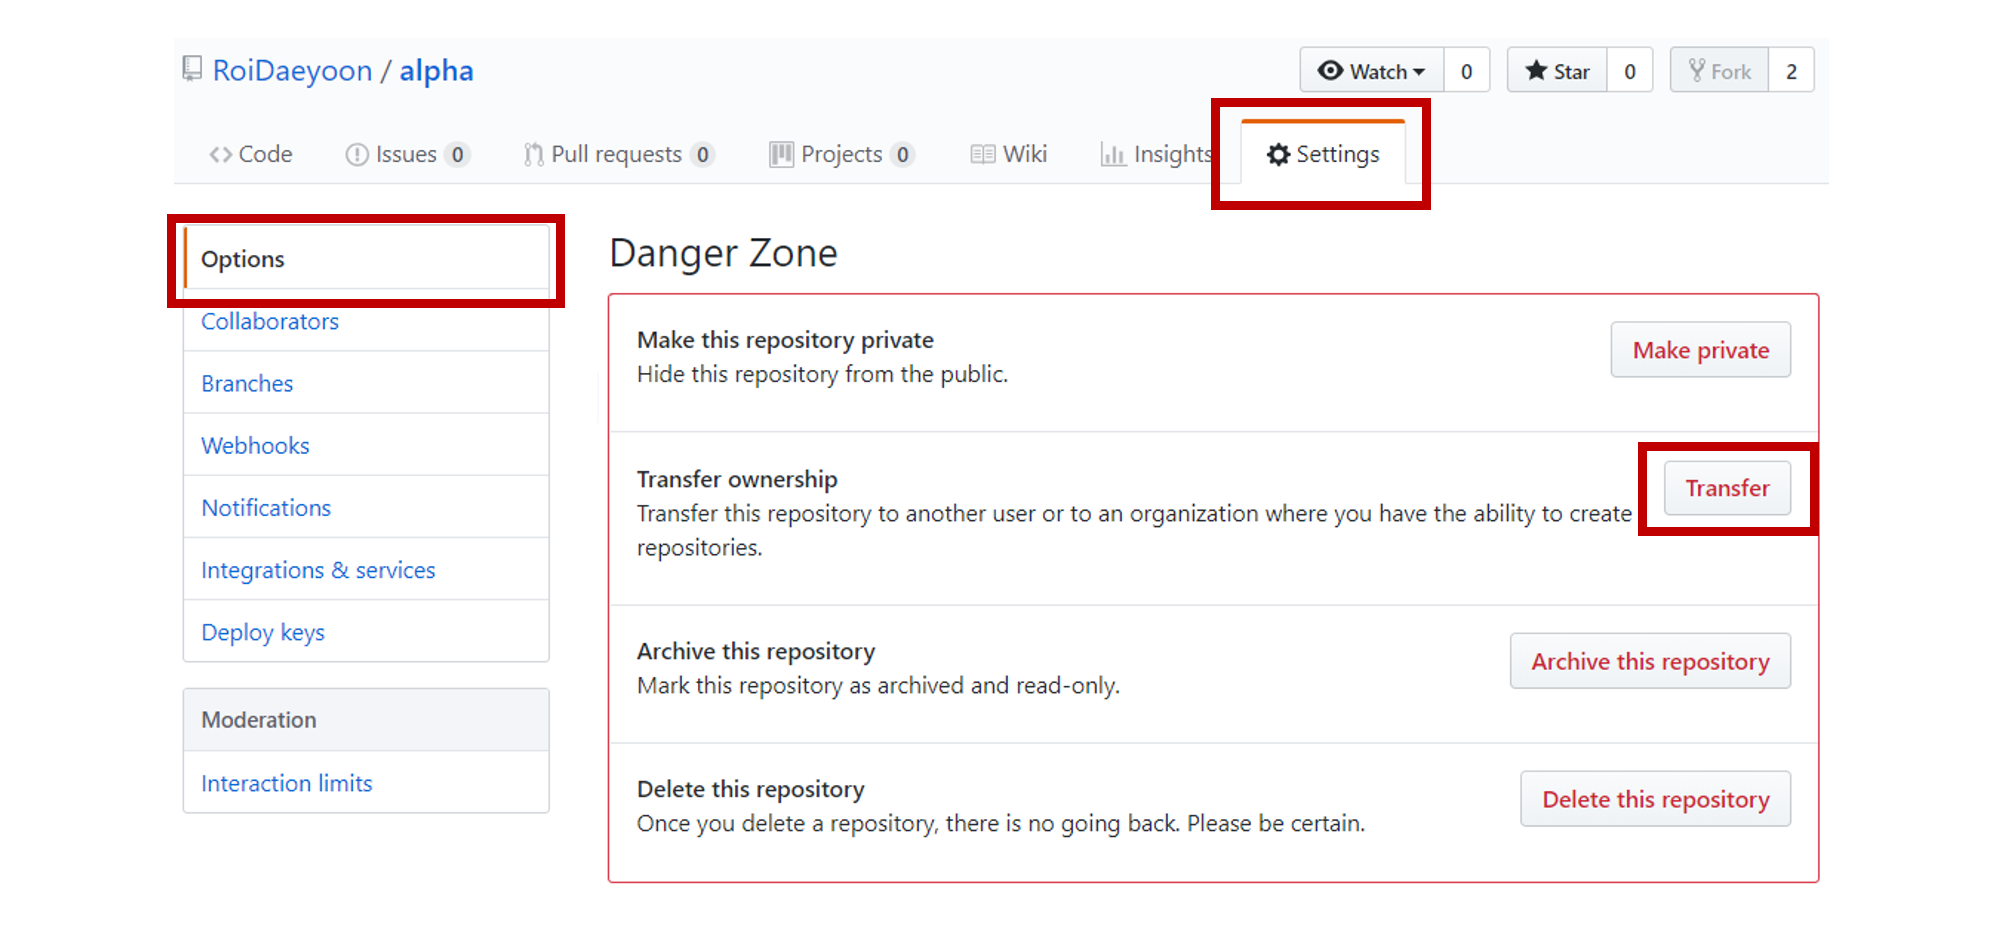 RoiDaeyoon / alpha
Watch 0 Star 0 Fork 2
Code Issues 0 Pull requests 0 Projects 0 Wiki Insights Settings
Options
Collaborators
Branches
Webhooks
Notifications
Integrations & services
Deploy keys
Moderation
Interaction limits
Danger Zone
Make this repository private
Hide this repository from the public.
Make private
Transfer ownership
Transfer this repository to another user or to an organization where you have the ability to create
repositories.
Transfer
Archive this repository
Mark this repository as archived and read-only.
Archive this repository
Delete this repository
Once you delete a repository, there is no going back. Please be certain.
Delete this repository